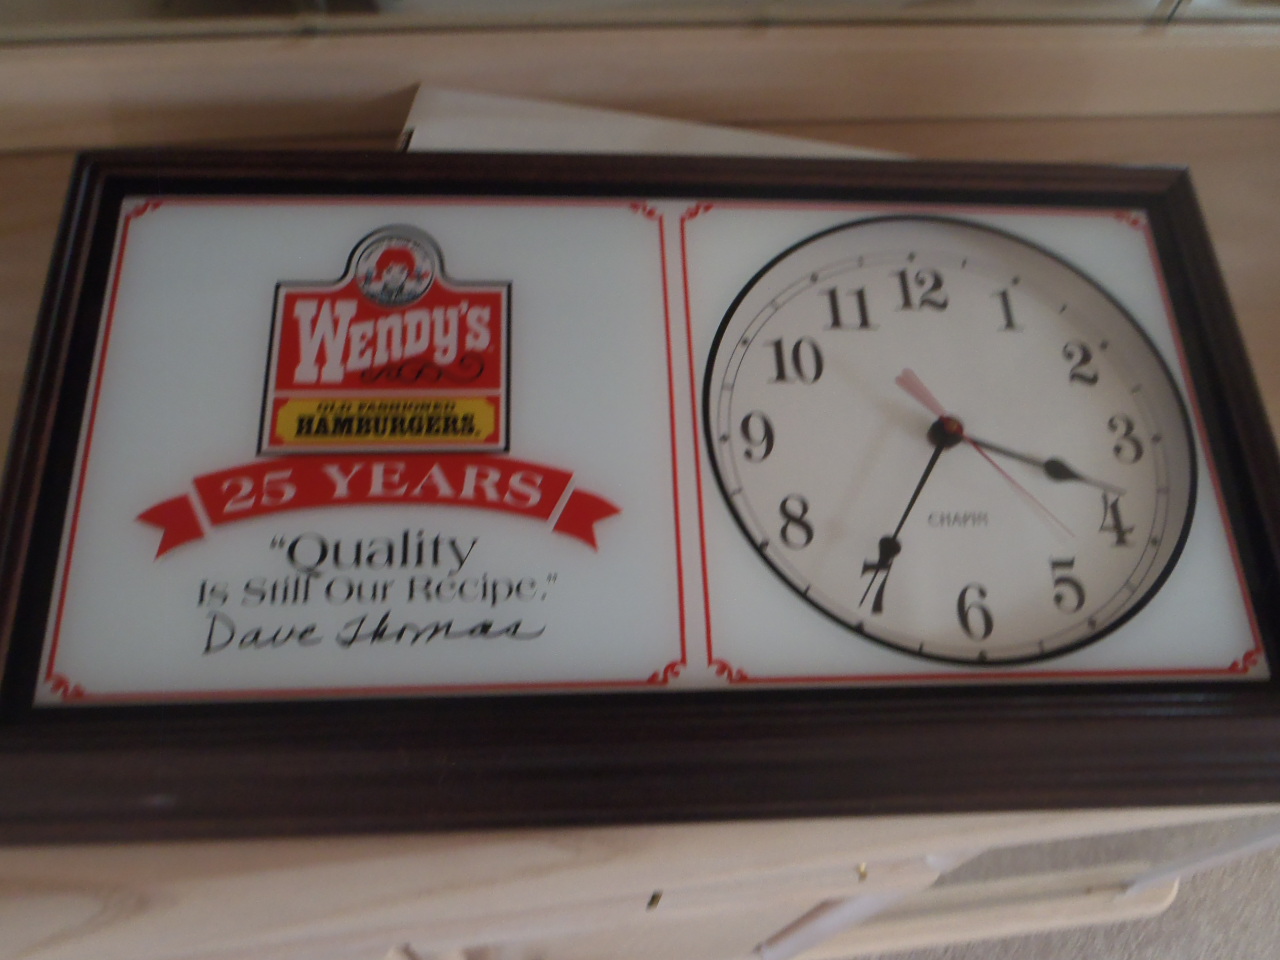 WENDY'S
OLD FASHIONED
HAMBURGERS.
25 YEARS
"Quality
Is Still Our Recipe."
Dave Thomas
12
11
1
10
2
9
3
8
4
CHAPIN
7
5
6